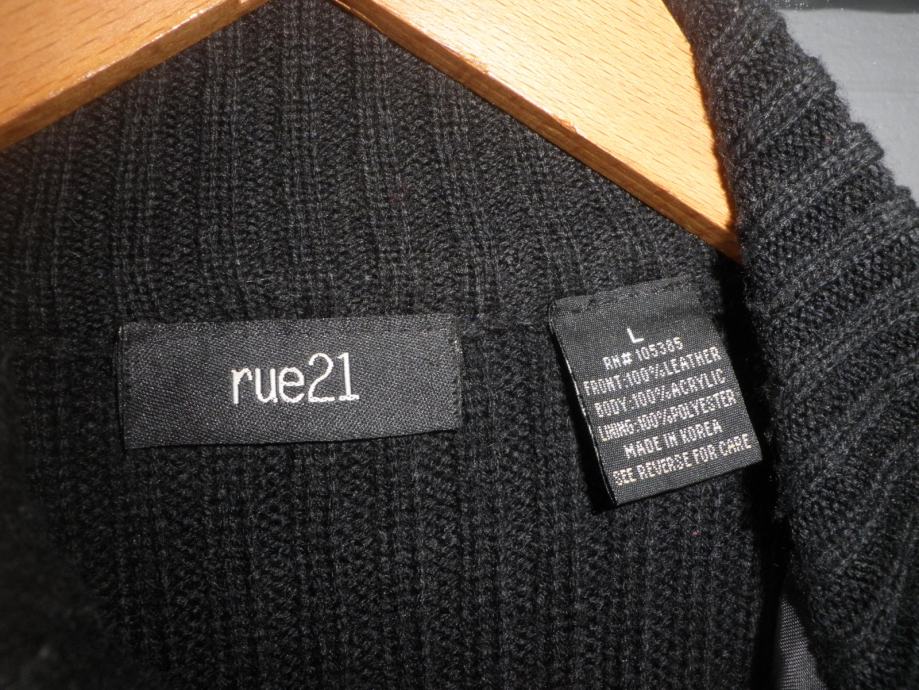 rue21
L
RN# 105385
FRONT:100%LEATHER
BODY:100%ACRYLIC
LINING:100%POLYESTER
MADE IN KOREA
SEE REVERSE FOR CARE